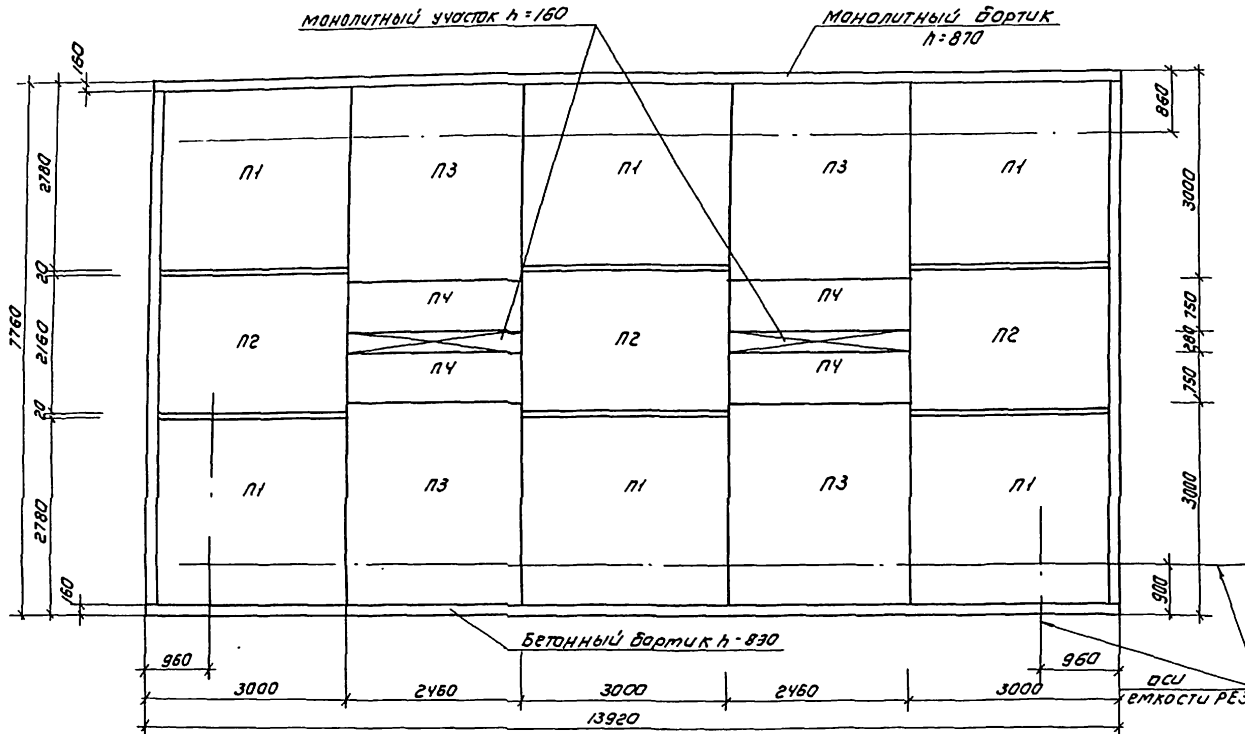 монолитный участок h=160
Монолитный бортик
h=870
160
2780
20
2160
20
2780
160
7760
П1
П3
П1
П3
П1
П4
П4
П2
П2
П2
П4
П4
П1
П3
П1
П3
П1
860
3000
750
280
750
3000
900
Бетонный бортик h-830
960
960
3000
2460
3000
2460
3000
13920
оси
емкости РЕЗ